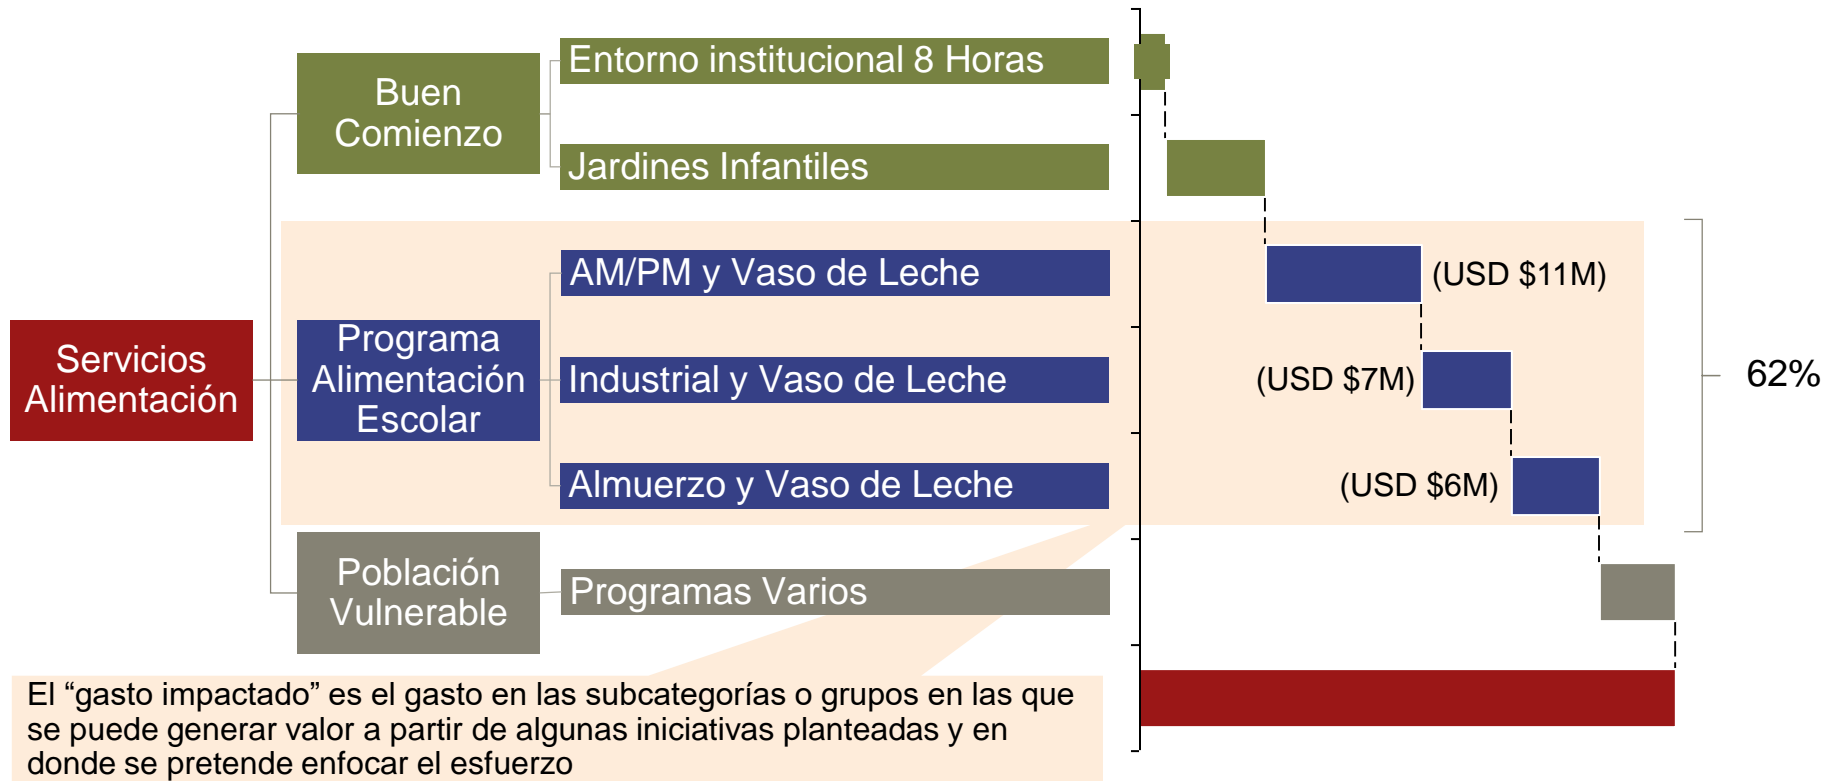 Servicios
Alimentación
Buen
Comienzo
Entorno institucional 8 Horas
Jardines Infantiles
Programa
Alimentación
Escolar
AM/PM y Vaso de Leche
(USD $11M)
Industrial y Vaso de Leche
(USD $7M)
Almuerzo y Vaso de Leche
(USD $6M)
62%
Población
Vulnerable
Programas Varios
El “gasto impactado” es el gasto en las subcategorías o grupos en las que
se puede generar valor a partir de algunas iniciativas planteadas y en
donde se pretende enfocar el esfuerzo